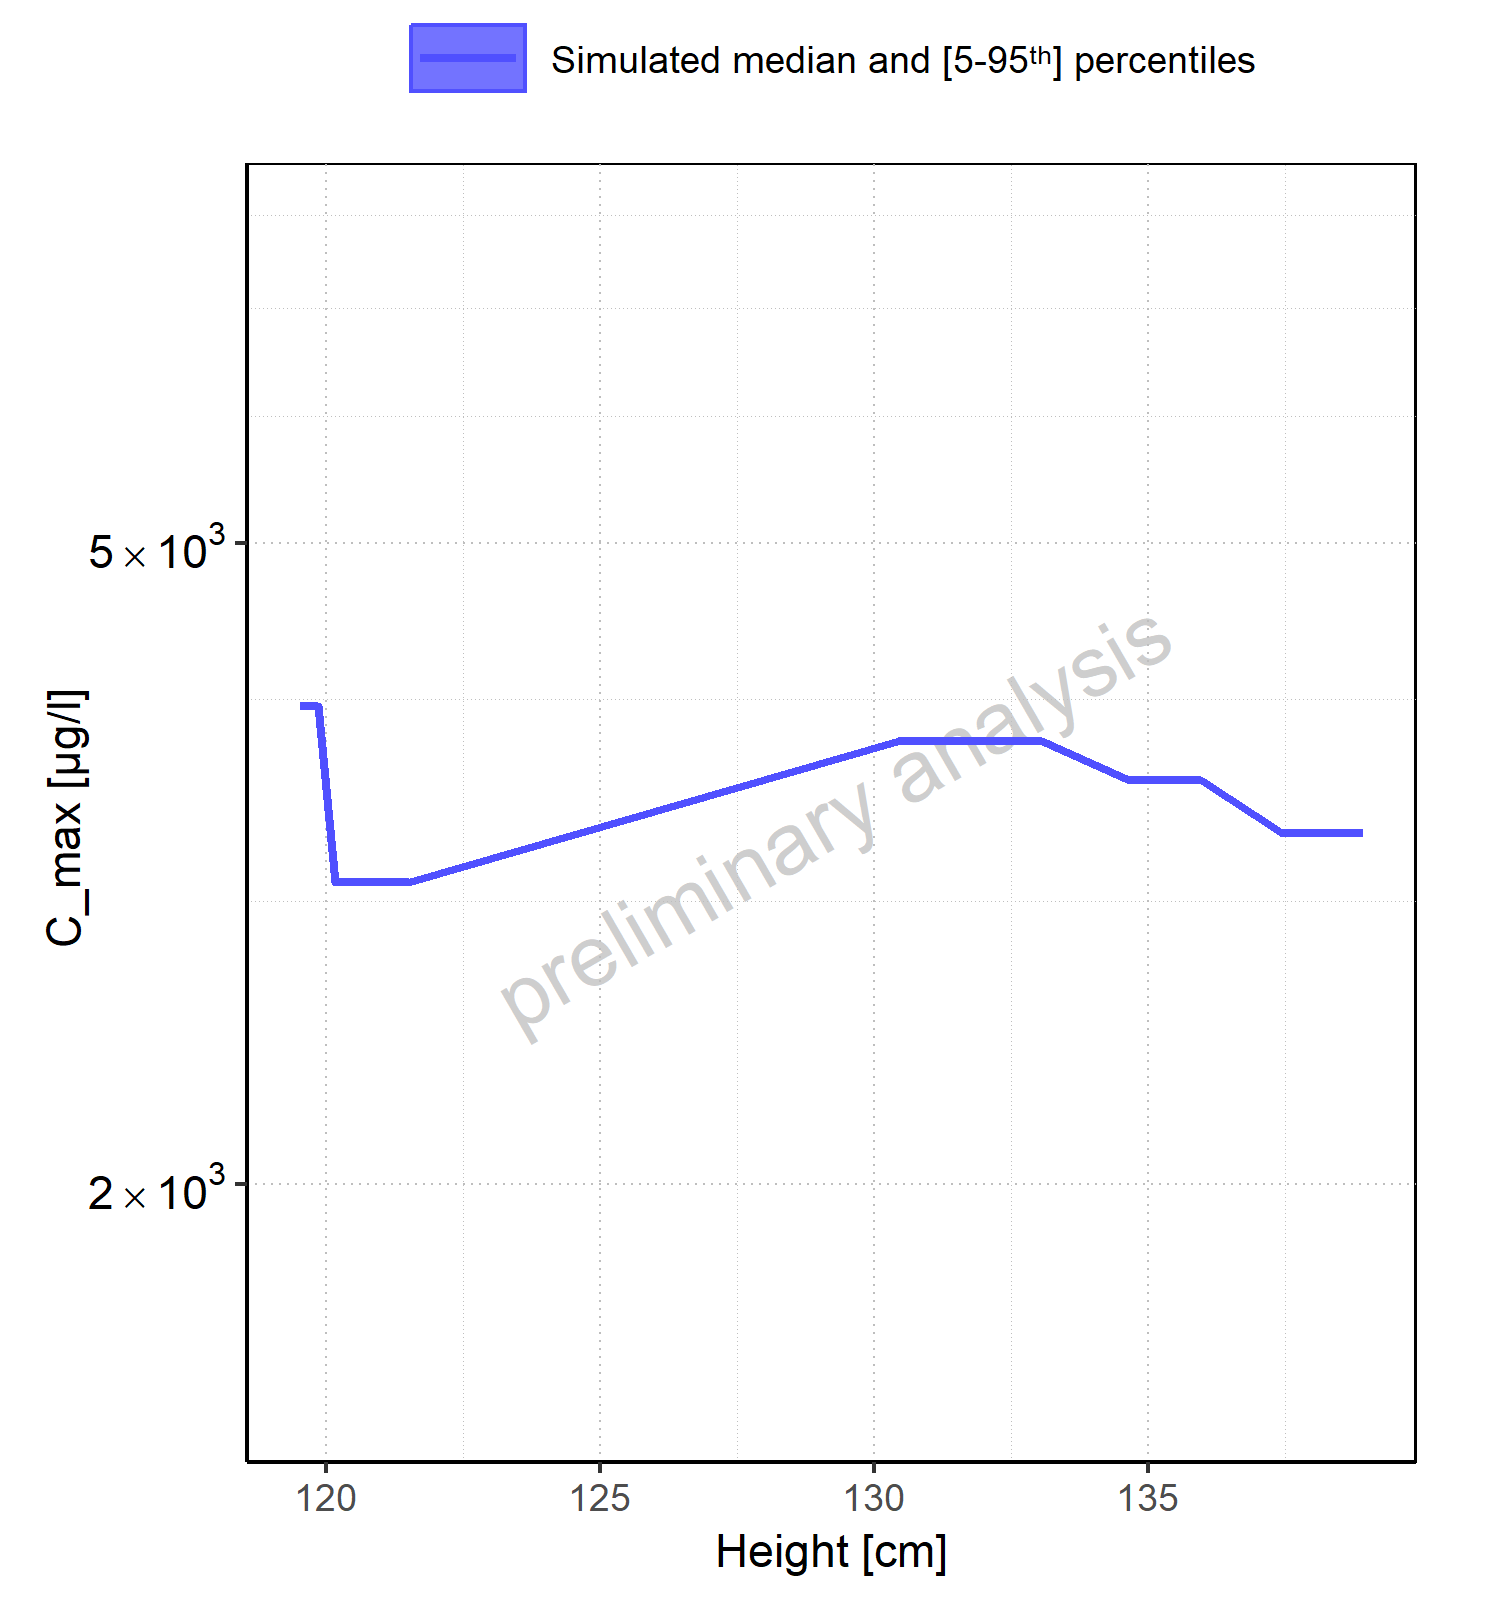 Simulated median and [5-95th] percentiles
5 × 10³
2 × 10³
C_max [µg/l]
preliminary analysis
120 125 130 135
Height [cm]